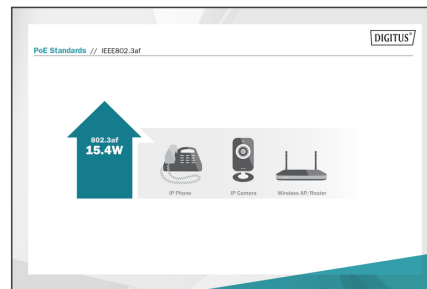 DIGITUS®
PoE Standards // IEEE802.3af
802.3af
15.4W
IP Phone IP Camera Wireless AP/Router